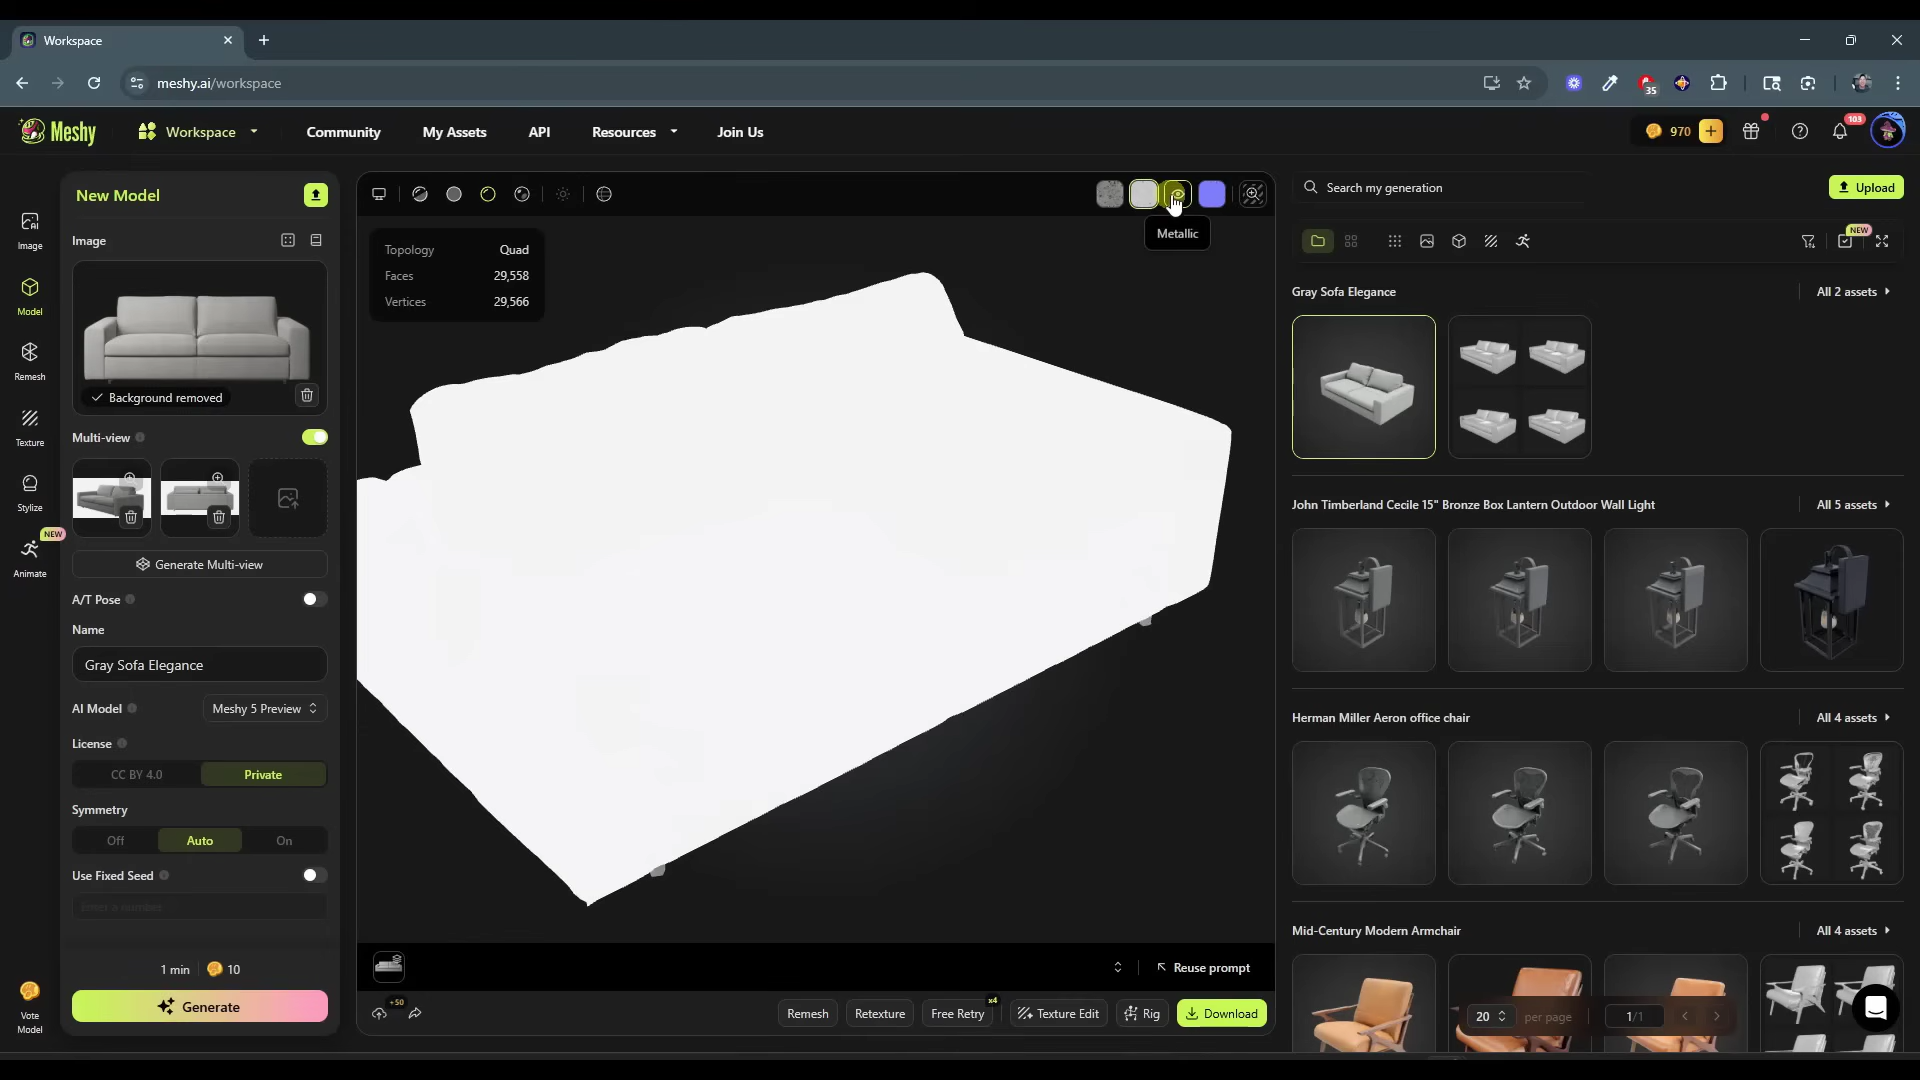 Workspace
meshy.ai/workspace
35
Meshy
Workspace
Community
My Assets
API
Resources
Join Us
970
103
New Model
Image
Background removed
Multi-view
Generate Multi-view
A/T Pose
Name
Gray Sofa Elegance
AI Model
Meshy 5 Preview
License
CC BY 4.0
Private
Symmetry
Off
Auto
On
Use Fixed Seed
Enter a number
1 min
10
Generate
Image
Model
Remesh
Texture
Stylize
NEW
Animate
Vote
Model
Metallic
Topology Quad
Faces 29,558
Vertices 29,566
Reuse prompt
+50
Remesh
Retexture
Free Retry
x4
Texture Edit
Rig
Download
Search my generation
Upload
NEW
Gray Sofa Elegance
All 2 assets
John Timberland Cecile 15" Bronze Box Lantern Outdoor Wall Light
All 5 assets
Herman Miller Aeron office chair
All 4 assets
Mid-Century Modern Armchair
All 4 assets
20
per page
1/1